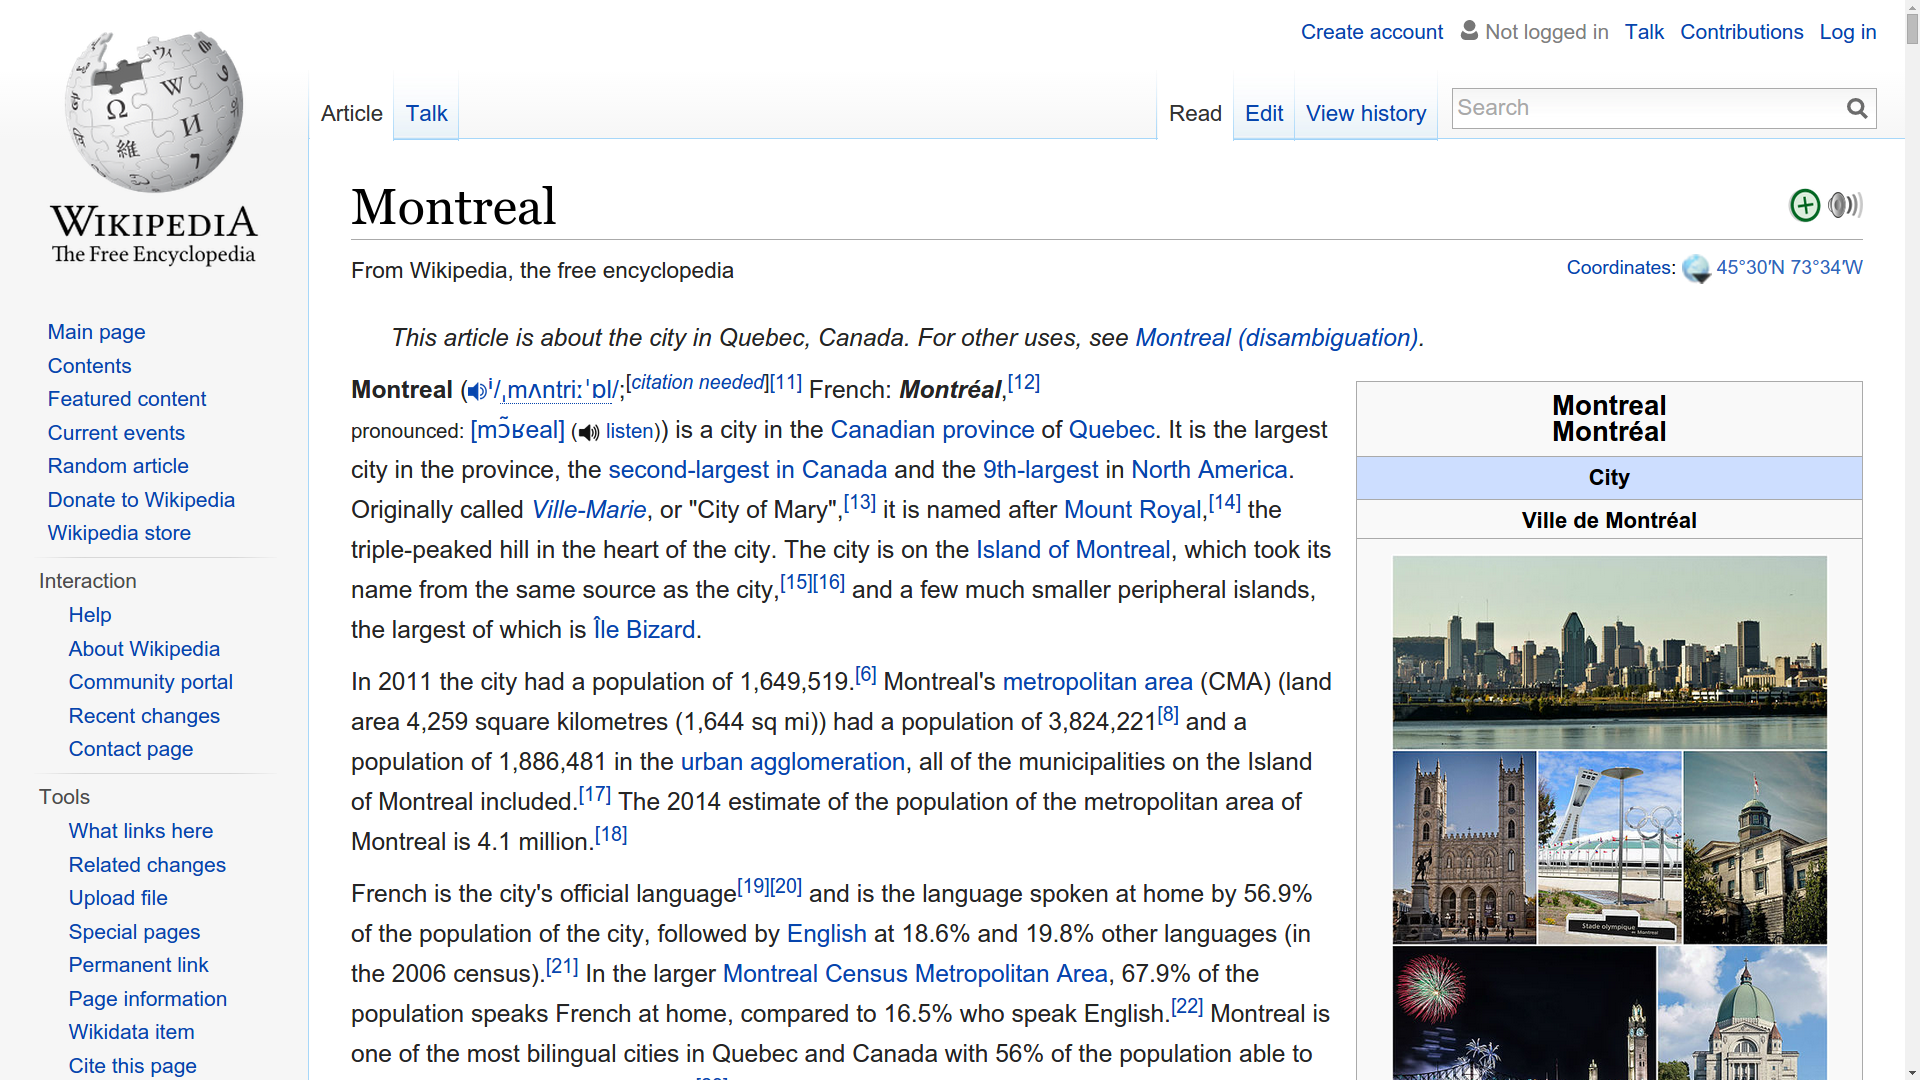 Create account Not logged in Talk Contributions Log in
Article Talk Read Edit View history Search
WIKIPEDIA
The Free Encyclopedia
Main page
Contents
Featured content
Current events
Random article
Donate to Wikipedia
Wikipedia store
Interaction
Help
About Wikipedia
Community portal
Recent changes
Contact page
Tools
What links here
Related changes
Upload file
Special pages
Permanent link
Page information
Wikidata item
Cite this page
Montreal
From Wikipedia, the free encyclopedia
Coordinates: 45°30′N 73°34′W
This article is about the city in Quebec, Canada. For other uses, see Montreal (disambiguation).
Montreal (i/ˌmʌntriːˈɒl/;[citation needed][11] French: Montréal,[12]
pronounced: [mɔ̃ʁeal] (listen)) is a city in the Canadian province of Quebec. It is the largest
city in the province, the second-largest in Canada and the 9th-largest in North America.
Originally called Ville-Marie, or "City of Mary",[13] it is named after Mount Royal,[14] the
triple-peaked hill in the heart of the city. The city is on the Island of Montreal, which took its
name from the same source as the city,[15][16] and a few much smaller peripheral islands,
the largest of which is Île Bizard.
In 2011 the city had a population of 1,649,519.[6] Montreal's metropolitan area (CMA) (land
area 4,259 square kilometres (1,644 sq mi)) had a population of 3,824,221[8] and a
population of 1,886,481 in the urban agglomeration, all of the municipalities on the Island
of Montreal included.[17] The 2014 estimate of the population of the metropolitan area of
Montreal is 4.1 million.[18]
French is the city's official language[19][20] and is the language spoken at home by 56.9%
of the population of the city, followed by English at 18.6% and 19.8% other languages (in
the 2006 census).[21] In the larger Montreal Census Metropolitan Area, 67.9% of the
population speaks French at home, compared to 16.5% who speak English.[22] Montreal is
one of the most bilingual cities in Quebec and Canada with 56% of the population able to
Montreal
Montréal
City
Ville de Montréal
Stade olympique